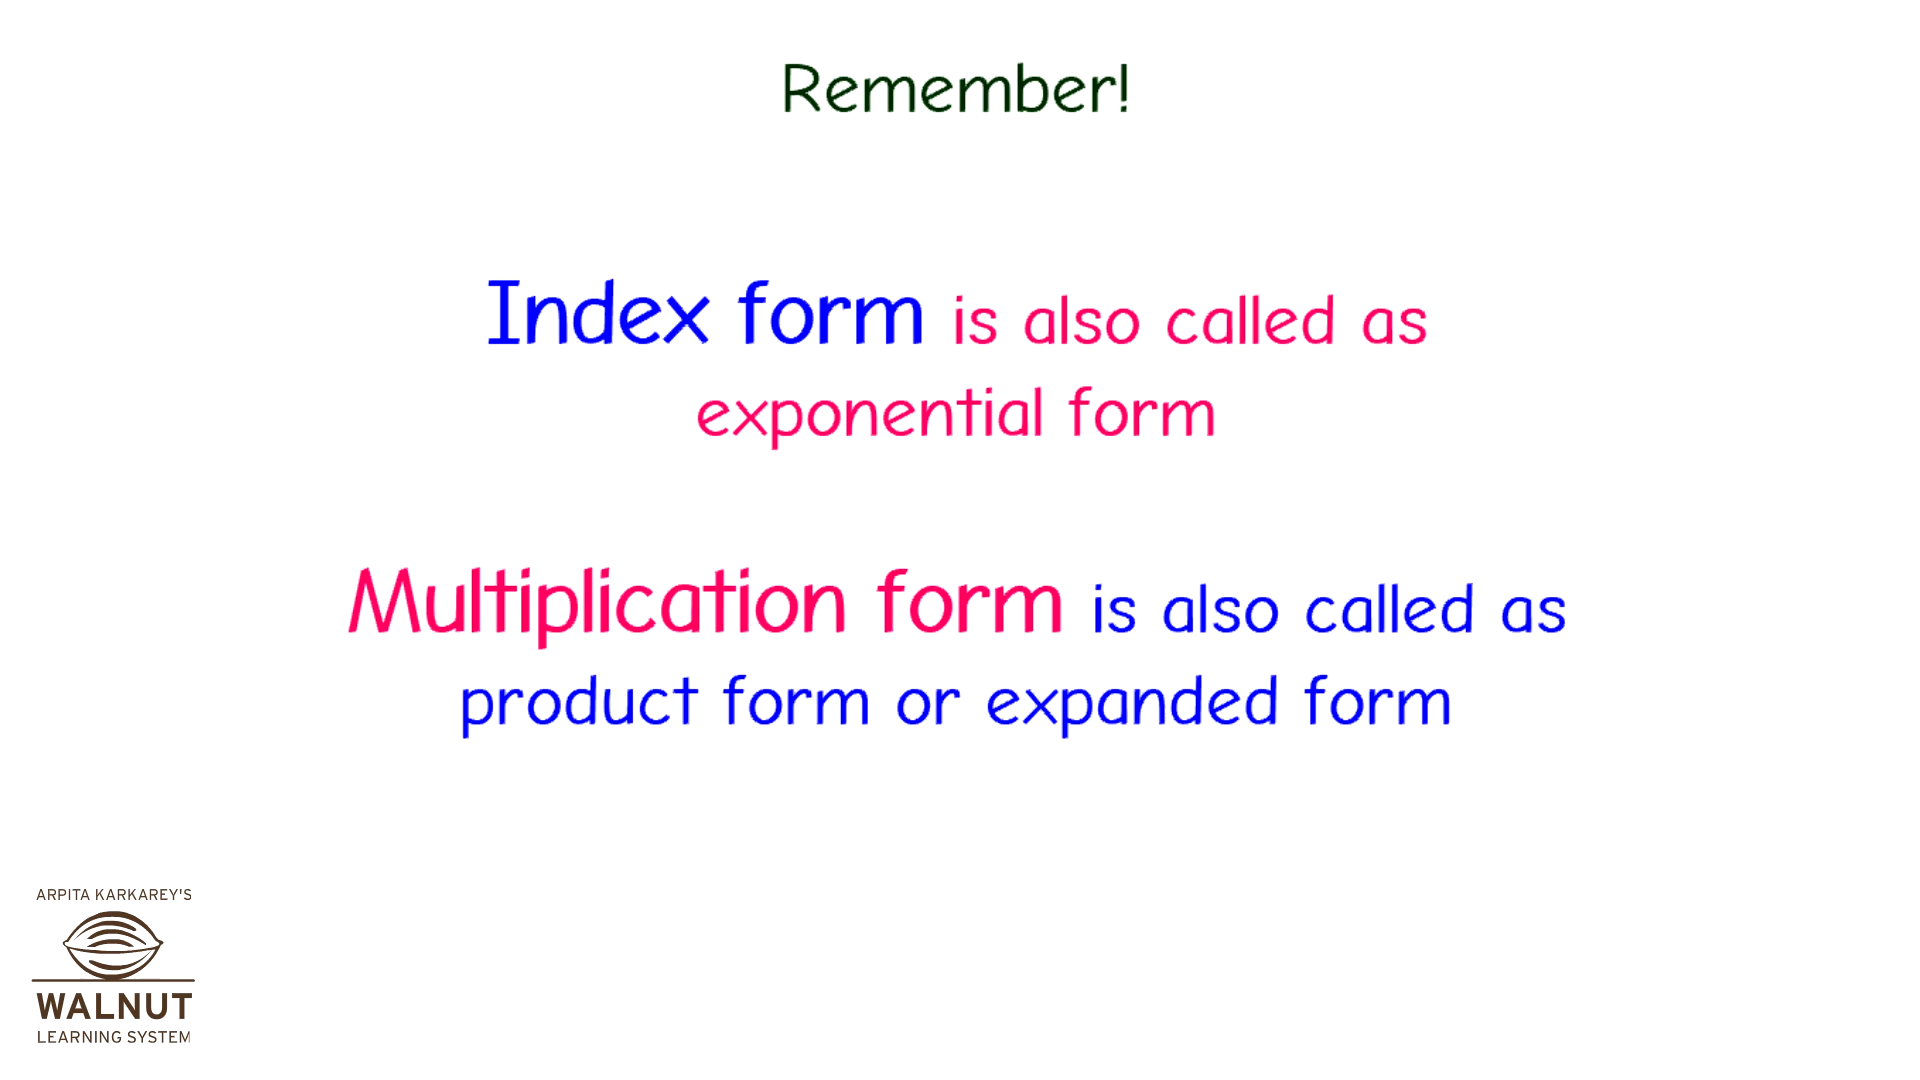 Remember!
Index form is also called as
exponential form
Multiplication form is also called as
product form or expanded form
ARPITA KARKAREY'S
WALNUT
LEARNING SYSTEM